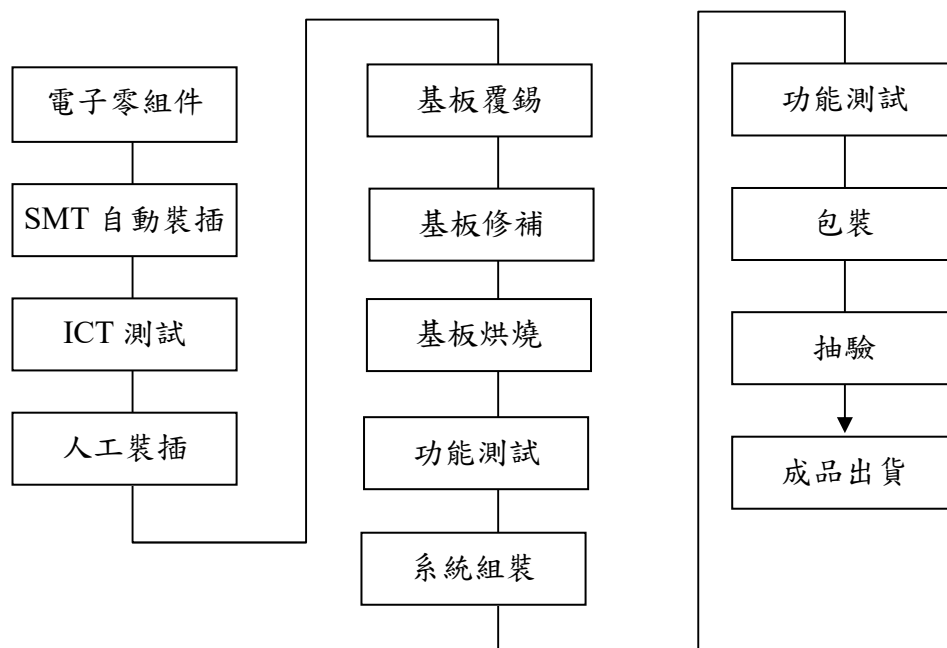 電子零組件
SMT 自動裝插
ICT 測試
人工裝插
基板覆錫
基板修補
基板烘燒
功能測試
系統組裝
功能測試
包裝
抽驗
成品出貨